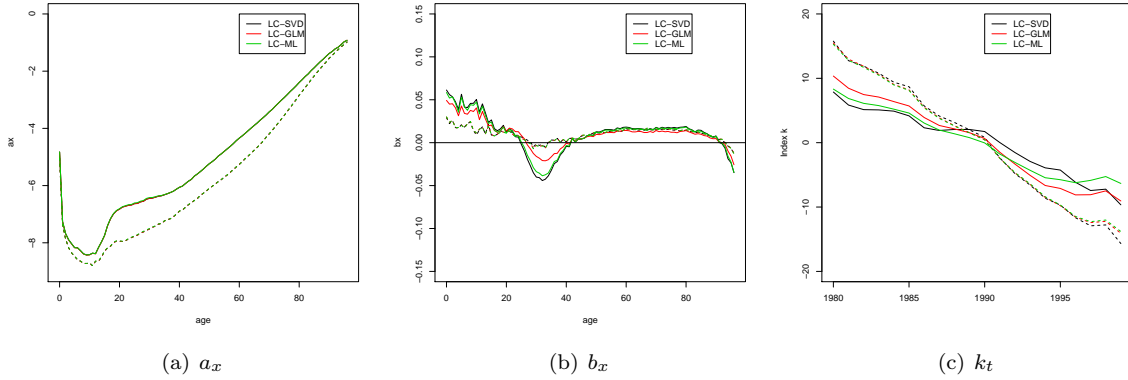 LC-SVD
LC-GLM
LC-ML
ax
0
-2
-4
-6
-8
0 20 40 60 80
age
(a) a_x
LC-SVD
LC-GLM
LC-ML
bx
0.15
0.10
0.05
0.00
-0.05
-0.10
-0.15
0 20 40 60 80
age
(b) b_x
LC-SVD
LC-GLM
LC-ML
Index k
20
10
0
-10
-20
1980 1985 1990 1995
(c) k_t